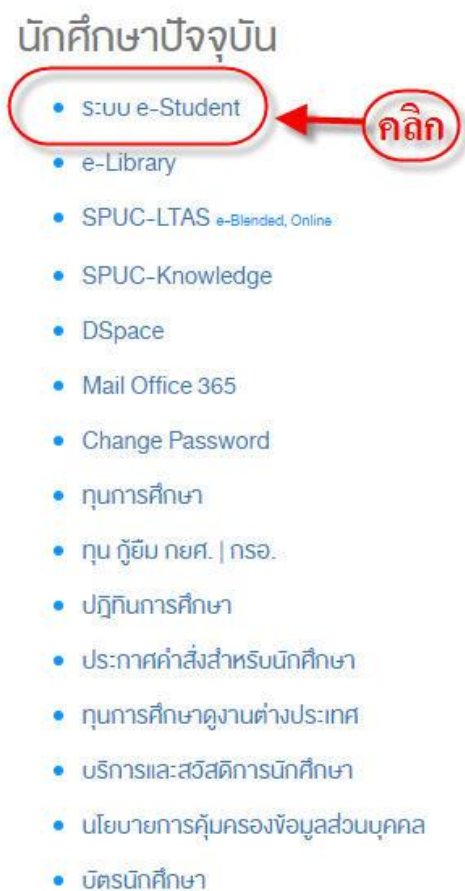 นักศึกษาปัจจุบัน
ระบบ e-Student
คลิก
e-Library
SPUC-LTAS e-Blended, Online
SPUC-Knowledge
DSpace
Mail Office 365
Change Password
ทุนการศึกษา
ทุน กู้ยืม กยศ. | กรอ.
ปฏิทินการศึกษา
ประกาศคำสั่งสำหรับนักศึกษา
ทุนการศึกษาดูงานต่างประเทศ
บริการและสวัสดิการนักศึกษา
นโยบายการคุ้มครองข้อมูลส่วนบุคคล
บัตรนักศึกษา